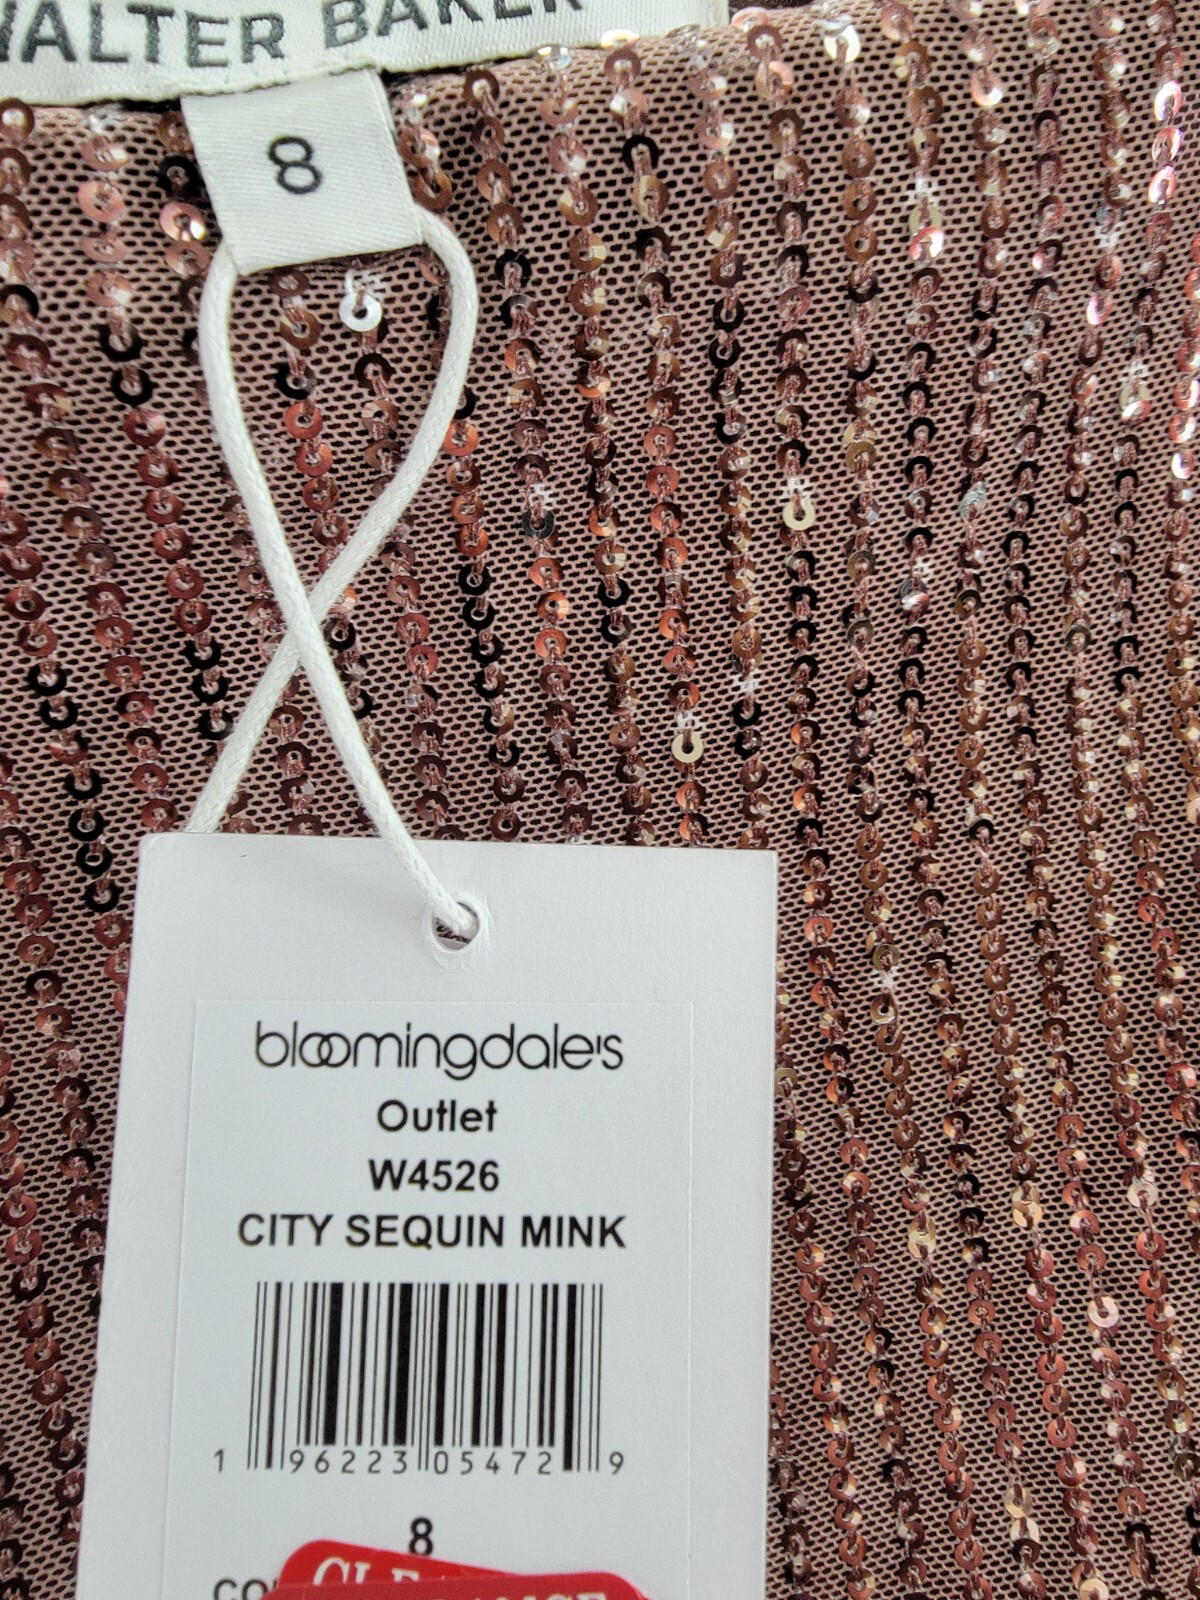 WALTER BAKER
8
bloomingdale's
Outlet
W4526
CITY SEQUIN MINK
1 96223 05472 9
8